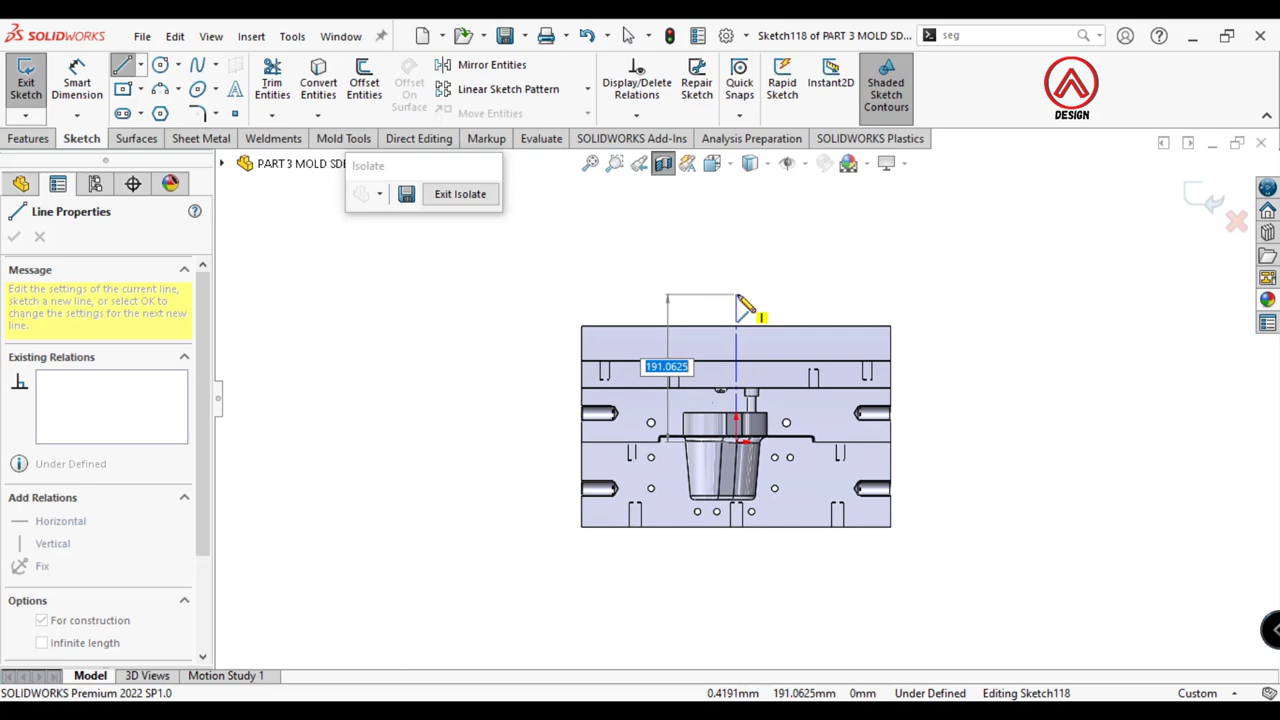 SOLIDWORKS File Edit View Insert Tools Window Sketch118 of PART 3 MOLD SD... seg
Exit Sketch
Smart Dimension
Trim Entities
Convert Entities
Offset Entities
Offset On Surface
Mirror Entities
Linear Sketch Pattern
Move Entities
Display/Delete Relations
Repair Sketch
Quick Snaps
Rapid Sketch
Instant2D
Shaded Sketch Contours
DESIGN
Features Sketch Surfaces Sheet Metal Weldments Mold Tools Direct Editing Markup Evaluate SOLIDWORKS Add-Ins Analysis Preparation SOLIDWORKS Plastics
PART 3 MOLD SDE
Isolate
Exit Isolate
Line Properties
Message
Edit the settings of the current line,
sketch a new line, or select OK to
change the settings for the next new
line.
Existing Relations
Under Defined
Add Relations
Horizontal
Vertical
Fix
Options
For construction
Infinite length
191.0625
Model 3D Views Motion Study 1
SOLIDWORKS Premium 2022 SP1.0 0.4191mm 191.0625mm 0mm Under Defined Editing Sketch118 Custom